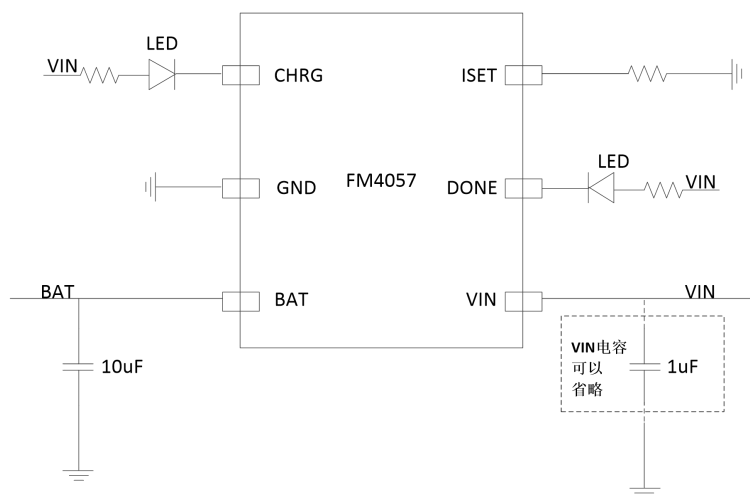 LED
VIN
CHRG
ISET
GND
FM4057
DONE
LED
VIN
BAT
BAT
VIN
VIN
10uF
VIN电容
可以
省略
1uF